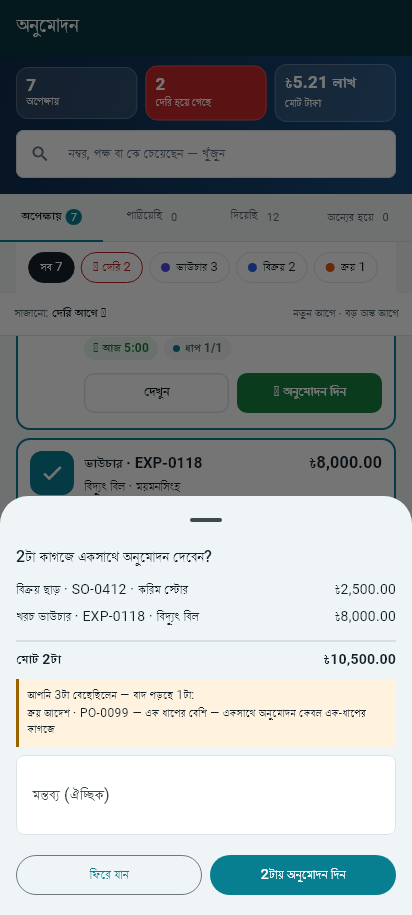 অনুমোদন
7
অপেক্ষায়
2
দেরি হয়ে গেছে
৳5.21 লাখ
মোট টাকা
নম্বর, পক্ষ বা কে চেয়েছেন — খুঁজুন
অপেক্ষায় 7
পাঠিয়েছি 0
দিয়েছি 12
অন্যের হয়ে 0
সব 7
দেরি 2
ভাউচার 3
বিক্রয় 2
ক্রয় 1
সাজানো: দেরি আগে
নতুন আগে · বড় অঙ্ক আগে
আজ 5:00
ধাপ 1/1
দেখুন
অনুমোদন দিন
ভাউচার · EXP-0118 ৳8,000.00
বিদ্যুৎ বিল · ময়মনসিংহ
2টা কাগজে একসাথে অনুমোদন দেবেন?
বিক্রয় ছাড় · SO-0412 · করিম স্টোর ৳2,500.00
খরচ ভাউচার · EXP-0118 · বিদ্যুৎ বিল ৳8,000.00
মোট 2টা ৳10,500.00
আপনি 3টা বেছেছিলেন — বাদ পড়ছে 1টা:
ক্রয় আদেশ · PO-0099 — এক ধাপের বেশি — একসাথে অনুমোদন কেবল এক-ধাপের
কাগজে
মন্তব্য (ঐচ্ছিক)
ফিরে যান
2টায় অনুমোদন দিন